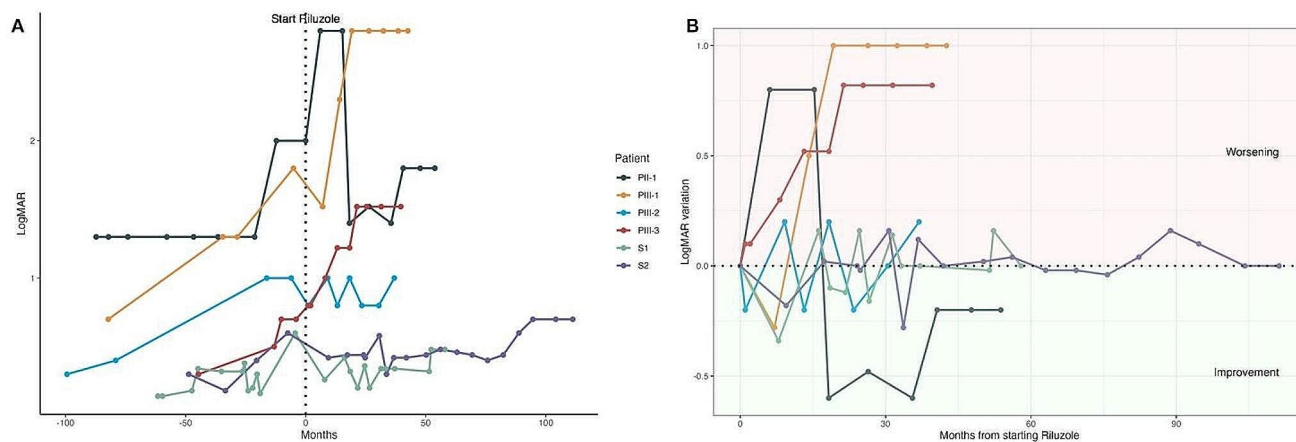 A
Start Riluzole
LogMAR
2
1
-100
-50
0
50
100
Months
Patient
PII-1
PIII-1
PIII-2
PIII-3
S1
S2
B
LogMAR variation
1.0
0.5
0.0
-0.5
Worsening
Improvement
0
30
60
90
Months from starting Riluzole